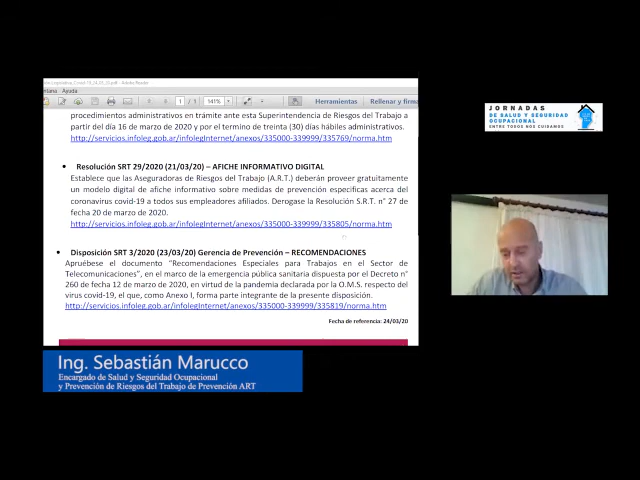 ntana Ayuda
1 / 1
141%
Herramientas
Rellenar y firm
procedimientos administrativos en trámite ante esta Superintendencia de Riesgos del Trabajo a
partir del día 16 de marzo de 2020 y por el termino de treinta (30) días hábiles administrativos.
http://servicios.infoleg.gob.ar/infolegInternet/anexos/335000-339999/335769/norma.htm
• Resolución SRT 29/2020 (21/03/20) – AFICHE INFORMATIVO DIGITAL
Establece que las Aseguradoras de Riesgos del Trabajo (A.R.T.) deberán proveer gratuitamente
un modelo digital de afiche informativo sobre medidas de prevención especificas acerca del
coronavirus covid-19 a todos sus empleadores afiliados. Derogase la Resolución S.R.T. n° 27 de
fecha 20 de marzo de 2020.
http://servicios.infoleg.gob.ar/infolegInternet/anexos/335000-339999/335805/norma.htm
• Disposición SRT 3/2020 (23/03/20) Gerencia de Prevención – RECOMENDACIONES
Apruébese el documento "Recomendaciones Especiales para Trabajos en el Sector de
Telecomunicaciones", en el marco de la emergencia pública sanitaria dispuesta por el Decreto n°
260 de fecha 12 de marzo de 2020, en virtud de la pandemia declarada por la O.M.S. respecto del
virus covid-19, el que, como Anexo I, forma parte integrante de la presente disposición.
http://servicios.infoleg.gob.ar/infolegInternet/anexos/335000-339999/335819/norma.htm
Fecha de referencia: 24/03/20
Ing. Sebastián Marucco
Encargado de Salud y Seguridad Ocupacional
y Prevención de Riesgos del Trabajo de Prevención ART
JORNADAS
DE SALUD Y SEGURIDAD
OCUPACIONAL
ENTRE TODOS NOS CUIDAMOS